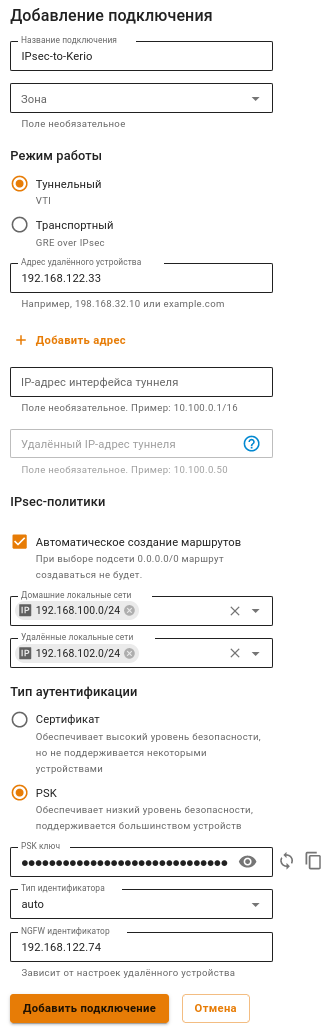 Добавление подключения
Название подключения
IPsec-to-Kerio
Зона
Поле необязательное
Режим работы
Туннельный
VTI
Транспортный
GRE over IPsec
Адрес удалённого устройства
192.168.122.33
Например, 198.168.32.10 или example.com
+ Добавить адрес
IP-адрес интерфейса туннеля
Поле необязательное. Пример: 10.100.0.1/16
Удалённый IP-адрес туннеля
Поле необязательное. Пример: 10.100.0.50
IPsec-политики
Автоматическое создание маршрутов
При выборе подсети 0.0.0.0/0 маршрут
создаваться не будет.
Домашние локальные сети
IP 192.168.100.0/24
Удалённые локальные сети
IP 192.168.102.0/24
Тип аутентификации
Сертификат
Обеспечивает высокий уровень безопасности,
но не поддерживается некоторыми
устройствами
PSK
Обеспечивает низкий уровень безопасности,
поддерживается большинством устройств
PSK ключ
Тип идентификатора
auto
NGFW идентификатор
192.168.122.74
Зависит от настроек удалённого устройства
Добавить подключение
Отмена